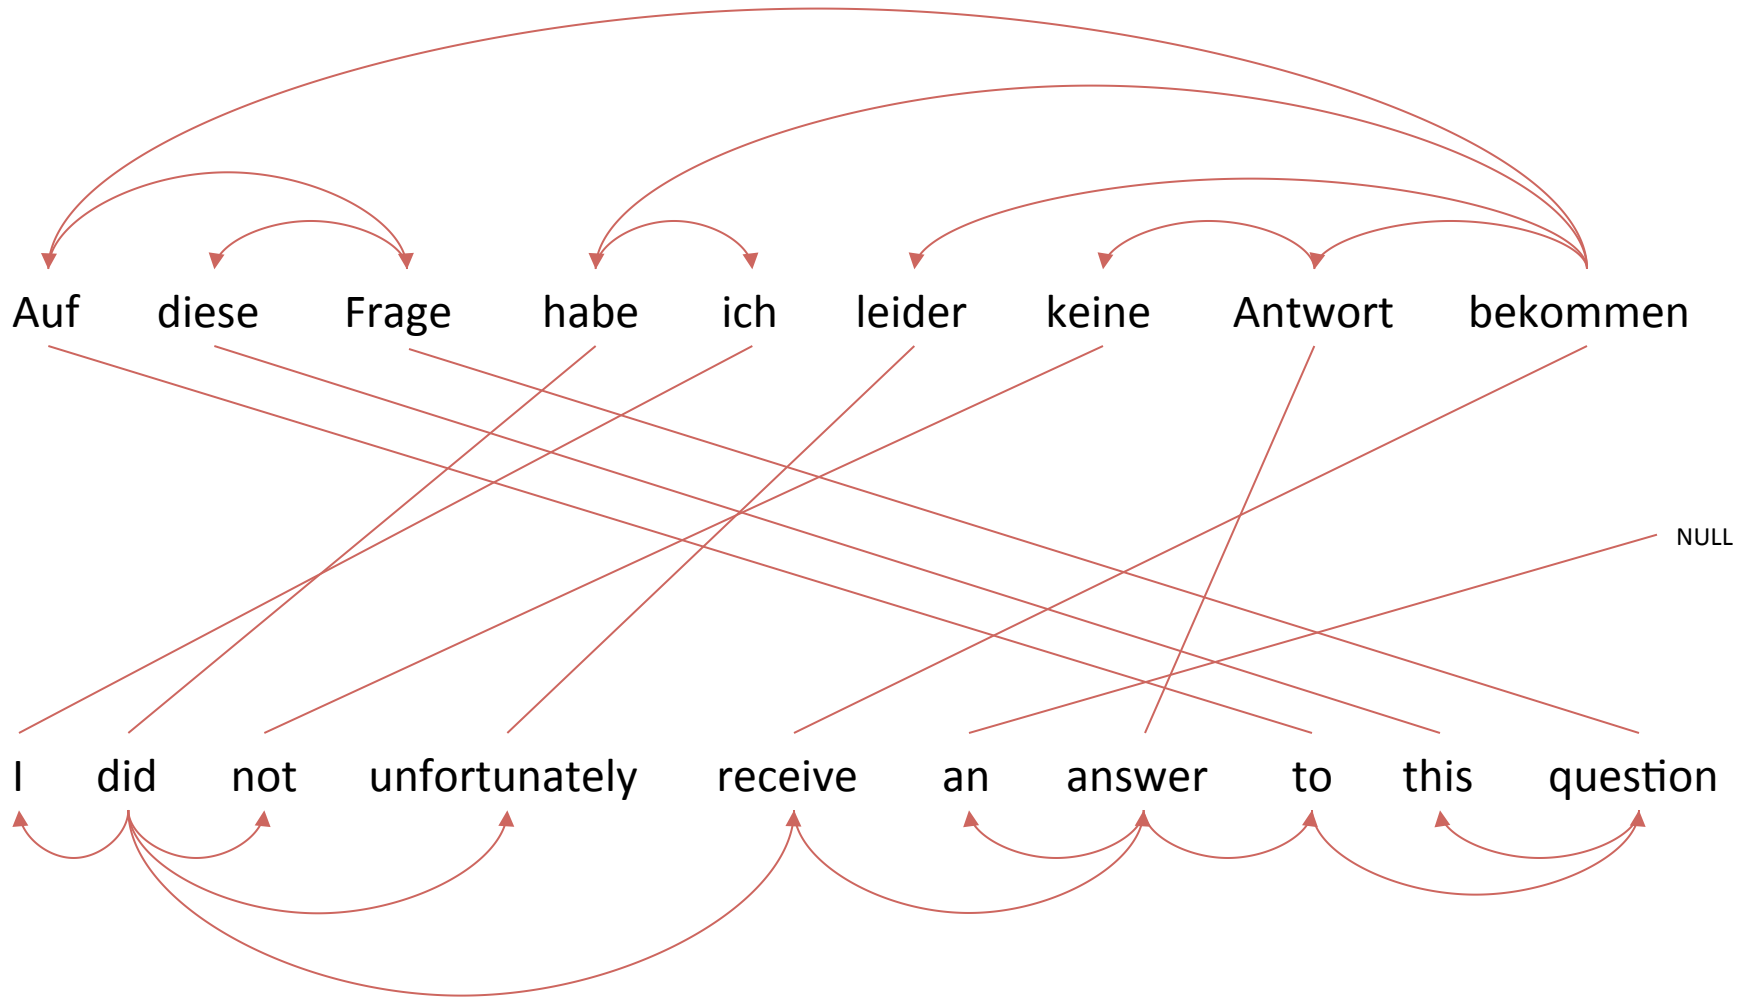 Auf diese Frage habe ich leider keine Antwort bekommen
NULL
I did not unfortunately receive an answer to this question